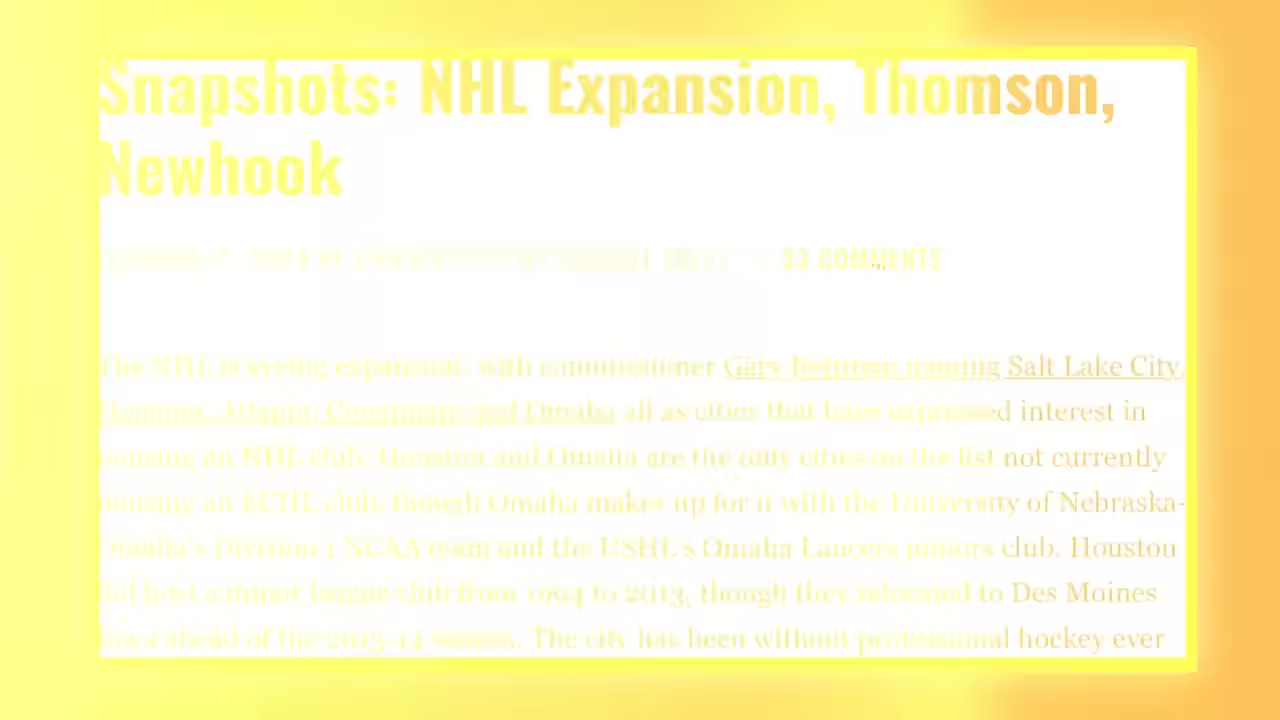 Snapshots: NHL Expansion, Thomson,
Newhook
23 COMMENTS
The NHL is eyeing expansion, with commissioner Gary Bettman naming Salt Lake City,
Houston, Atlanta, Cincinnati, and Omaha all as cities that have expressed interest in
housing an NHL club. Houston and Omaha are the only cities on the list not currently
housing an ECHL club, though Omaha makes up for it with the University of Nebraska-
Omaha's Division 1 NCAA team and the USHL's Omaha Lancers juniors club. Houston
did host a minor league club from 1994 to 2013, though they relocated to Des Moines
Iowa ahead of the 2013-14 season. The city has been without professional hockey ever